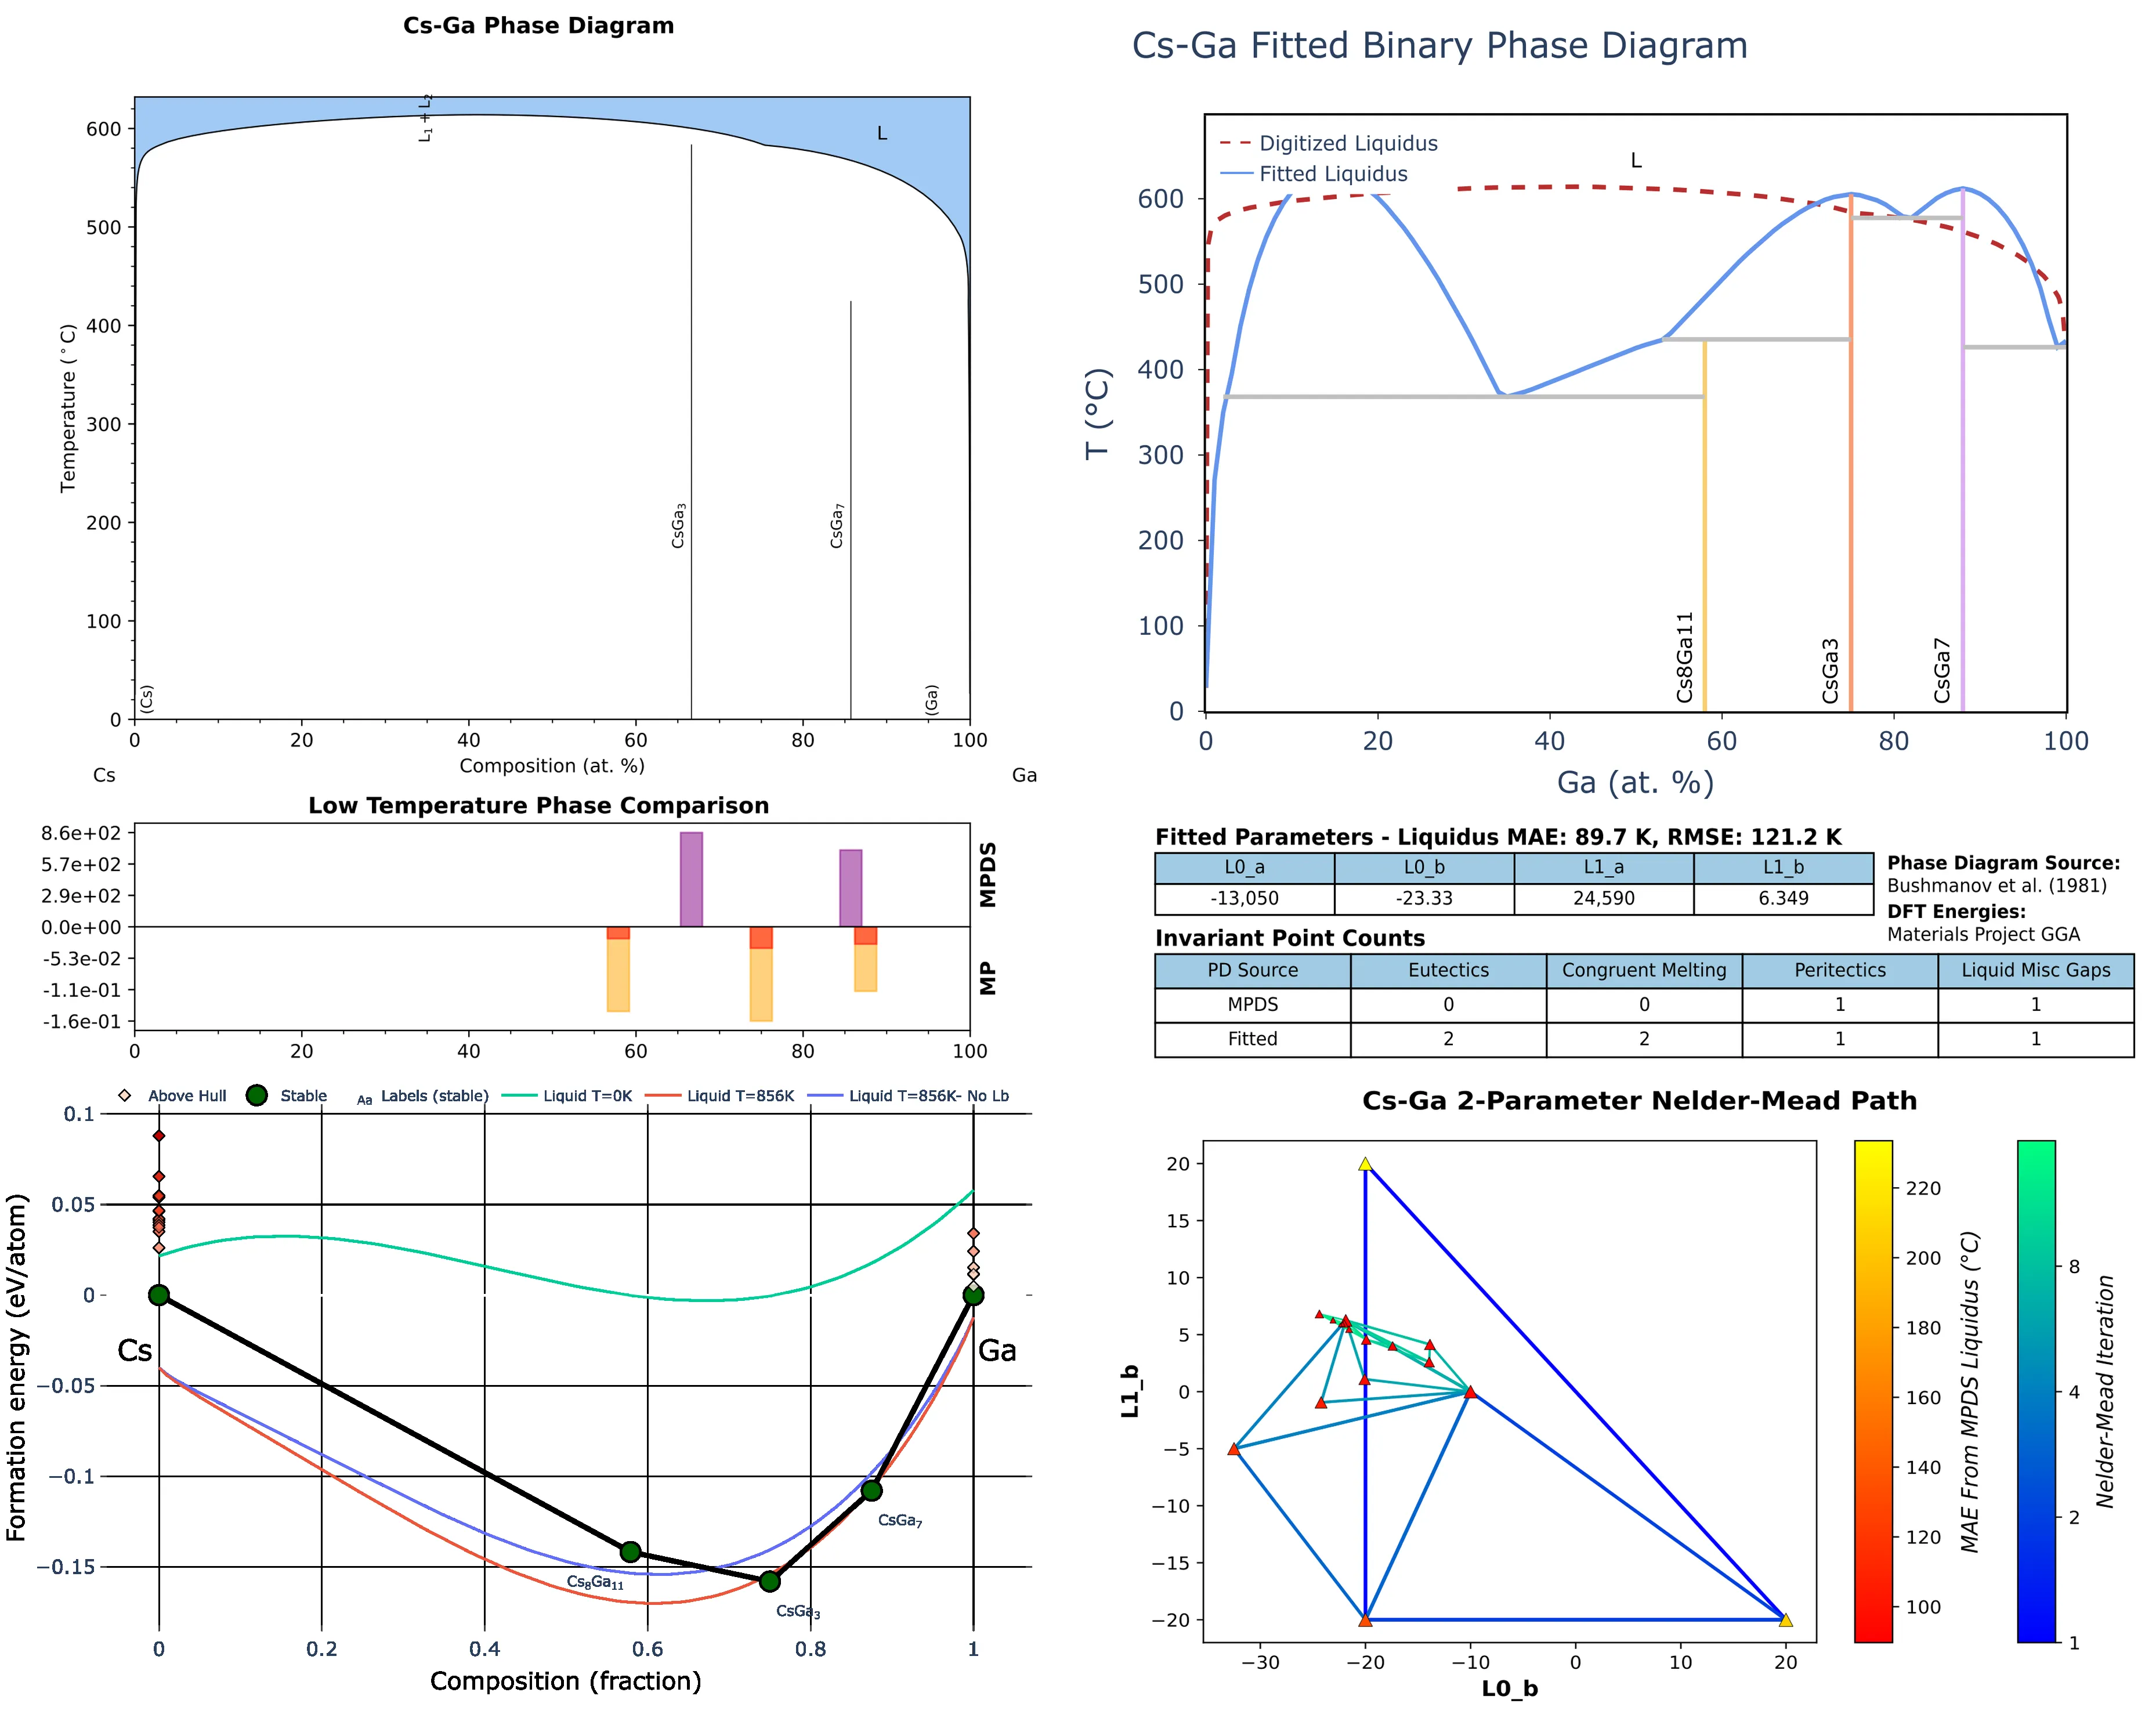 Cs-Ga Phase Diagram
L₁ + L₂
L
CsGa₃
CsGa₇
(Cs)
(Ga)
Temperature (°C)
600
500
400
300
200
100
0
0 20 40 60 80 100
Composition (at. %)
Cs Ga
Low Temperature Phase Comparison
8.6e+02
5.7e+02
2.9e+02
0.0e+00
-5.3e-02
-1.1e-01
-1.6e-01
MPDS
MP
0 20 40 60 80 100
Above Hull Stable Aa Labels (stable) Liquid T=0K Liquid T=856K Liquid T=856K- No Lb
0.1
0.05
0
−0.05
−0.1
−0.15
Formation energy (eV/atom)
Cs
Ga
Cs₈Ga₁₁
CsGa₃
CsGa₇
0 0.2 0.4 0.6 0.8 1
Composition (fraction)
Cs-Ga Fitted Binary Phase Diagram
Digitized Liquidus
Fitted Liquidus
L
T (°C)
600
500
400
300
200
100
0
Cs8Ga11
CsGa3
CsGa7
0 20 40 60 80 100
Ga (at. %)
Fitted Parameters - Liquidus MAE: 89.7 K, RMSE: 121.2 K
L0_a L0_b L1_a L1_b
-13,050 -23.33 24,590 6.349
Phase Diagram Source:
Bushmanov et al. (1981)
DFT Energies:
Materials Project GGA
Invariant Point Counts
PD Source Eutectics Congruent Melting Peritectics Liquid Misc Gaps
MPDS 0 0 1 1
Fitted 2 2 1 1
Cs-Ga 2-Parameter Nelder-Mead Path
L1_b
20
15
10
5
0
−5
−10
−15
−20
−30 −20 −10 0 10 20
L0_b
220
200
180
160
140
120
100
MAE From MPDS Liquidus (°C)
8
4
2
1
Nelder-Mead Iteration